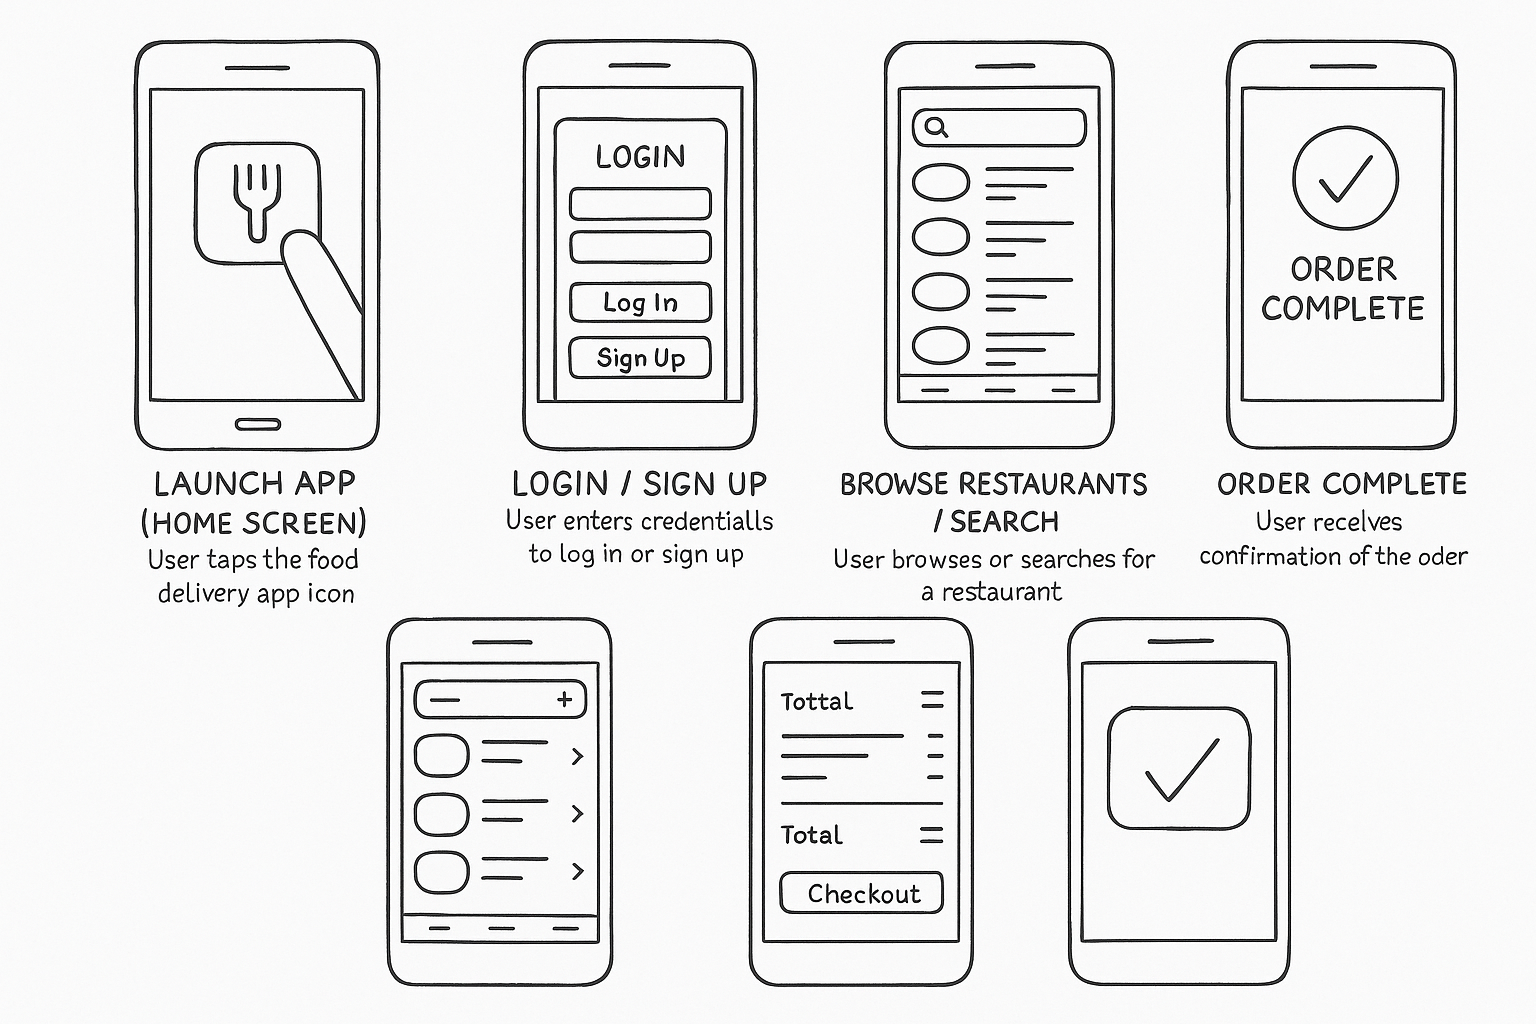 LOGIN
Log In
Sign Up
ORDER
COMPLETE
LAUNCH APP
(HOME SCREEN)
User taps the food
delivery app icon
LOGIN / SIGN UP
User enters credentialls
to log in or sign up
BROWSE RESTAURANTS
/ SEARCH
User browses or searches for
a restaurant
ORDER COMPLETE
User recelves
confirmation of the oder
Tottal
Total
Checkout